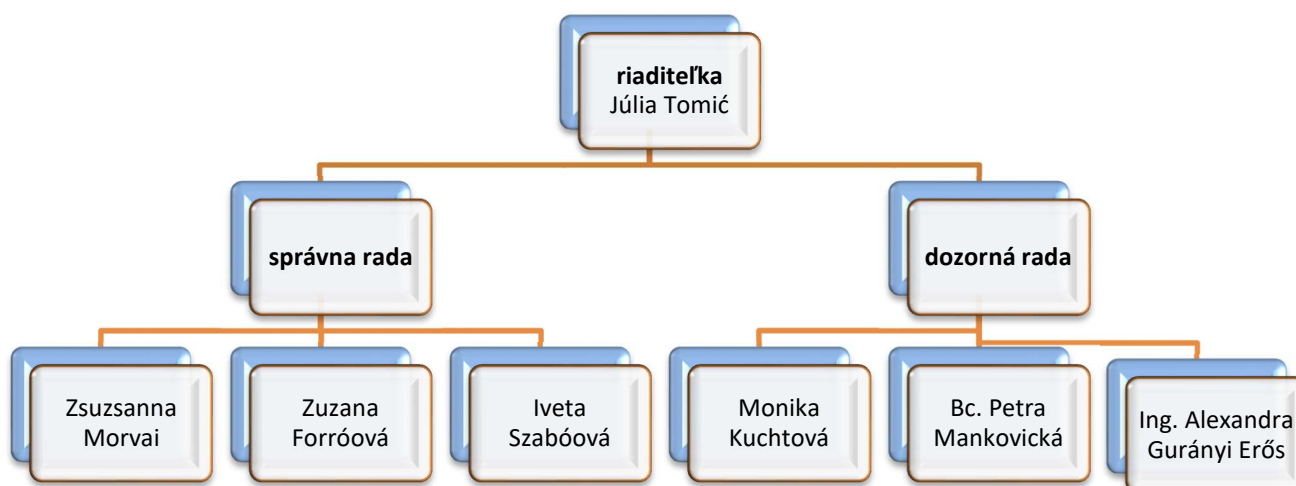 riaditeľka
Júlia Tomić
správna rada
dozorná rada
Zsuzsanna
Morvai
Zuzana
Forróová
Iveta
Szabóová
Monika
Kuchtová
Bc. Petra
Mankovická
Ing. Alexandra
Gurányi Erős